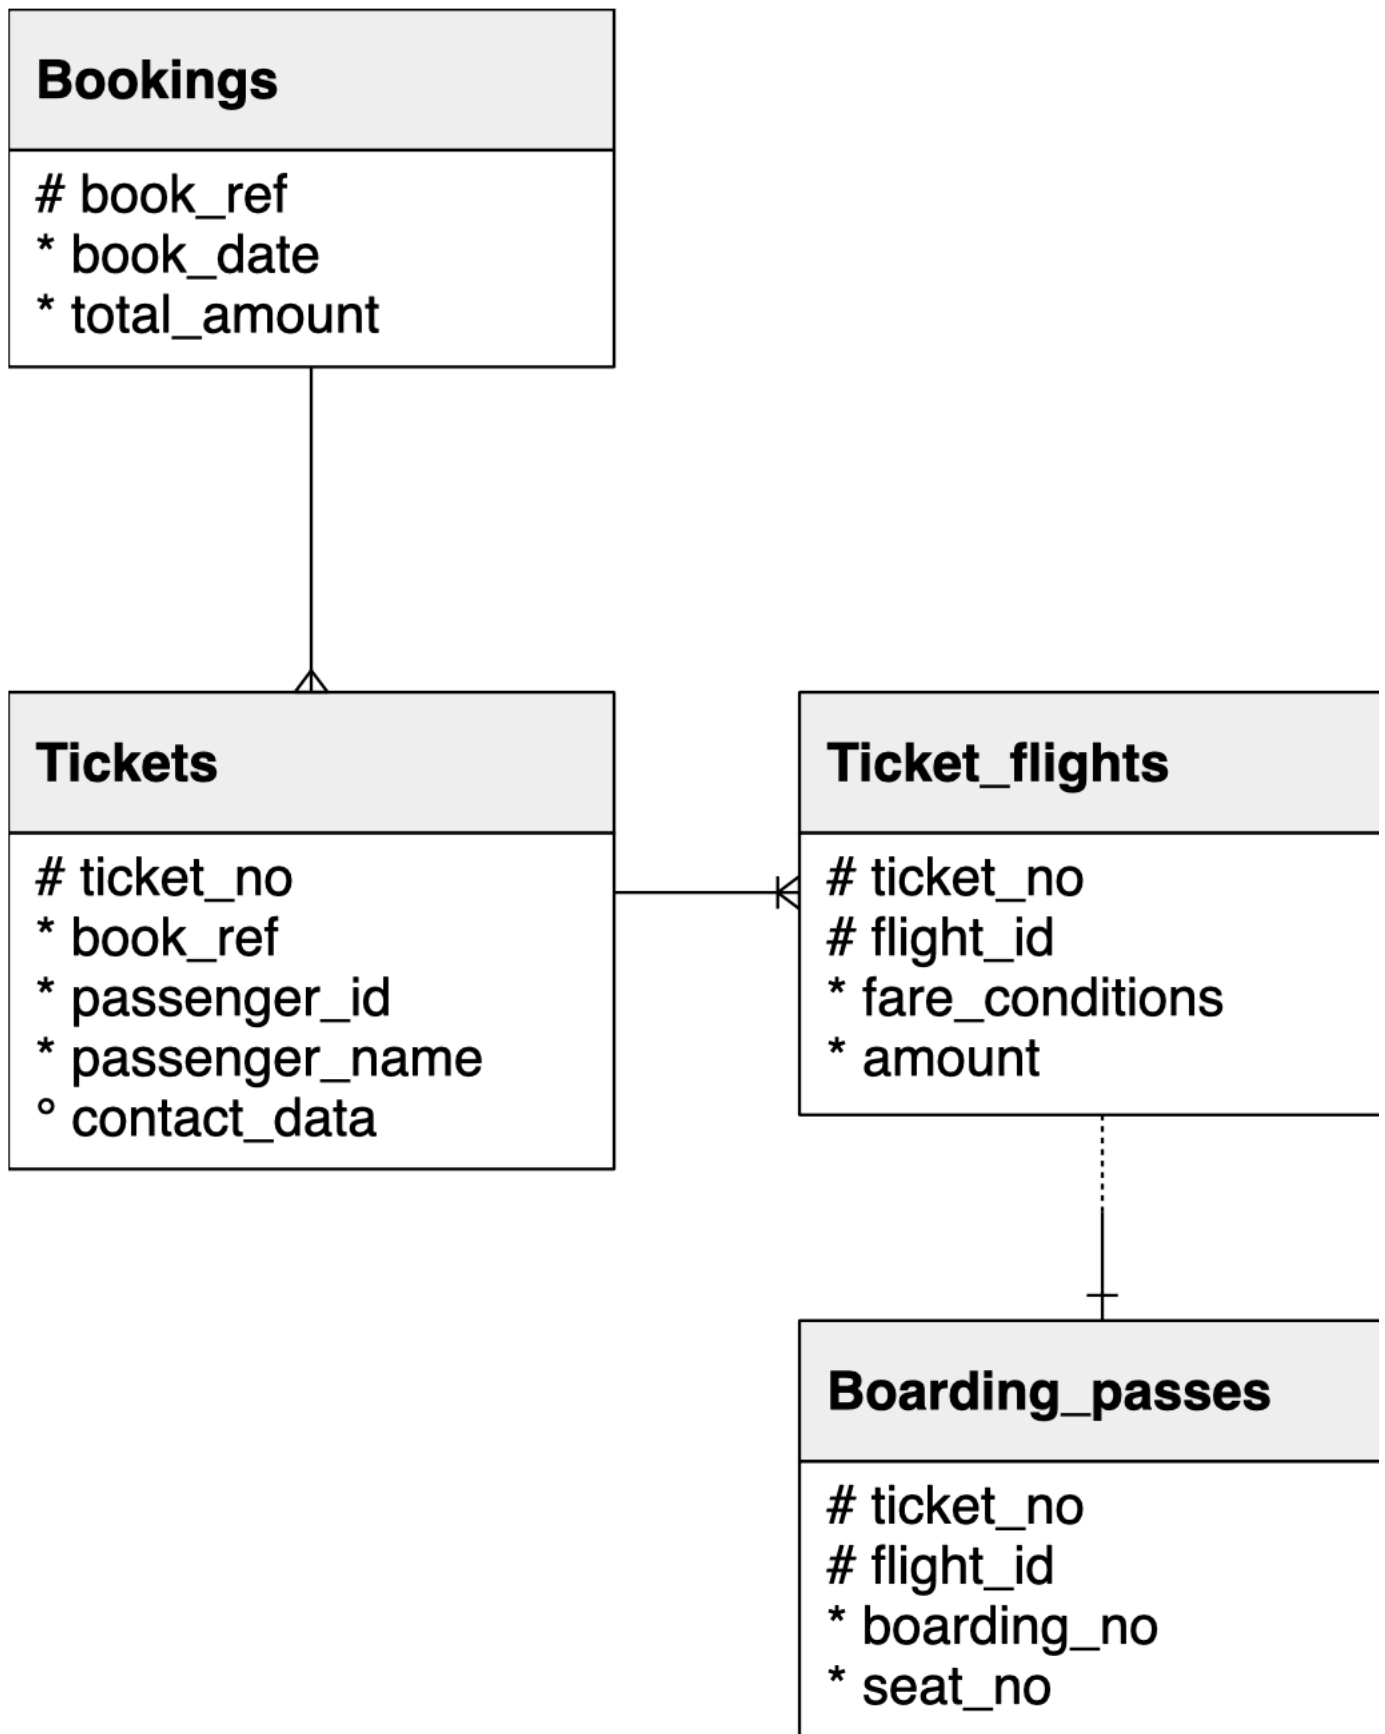 Bookings
# book_ref
* book_date
* total_amount
Tickets
# ticket_no
* book_ref
* passenger_id
* passenger_name
° contact_data
Ticket_flights
# ticket_no
# flight_id
* fare_conditions
* amount
Boarding_passes
# ticket_no
# flight_id
* boarding_no
* seat_no